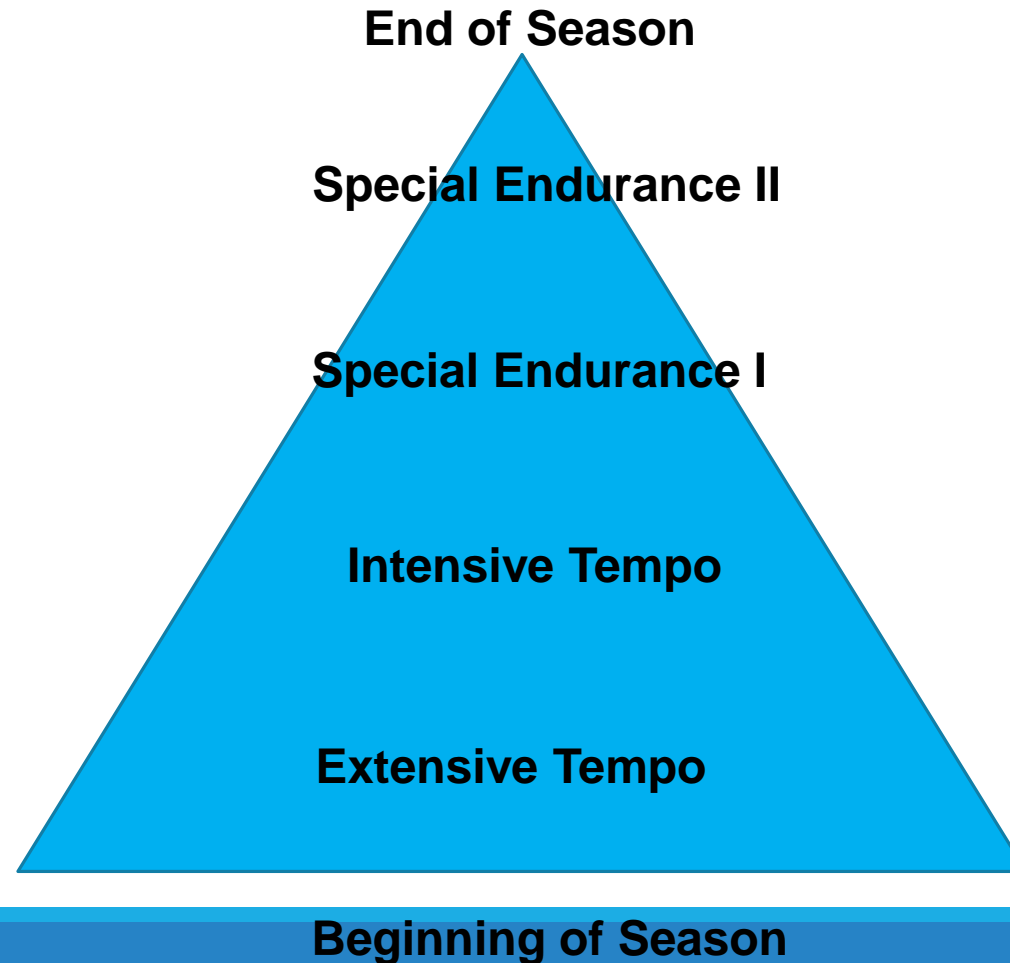 End of Season
Special Endurance II
Special Endurance I
Intensive Tempo
Extensive Tempo
Beginning of Season